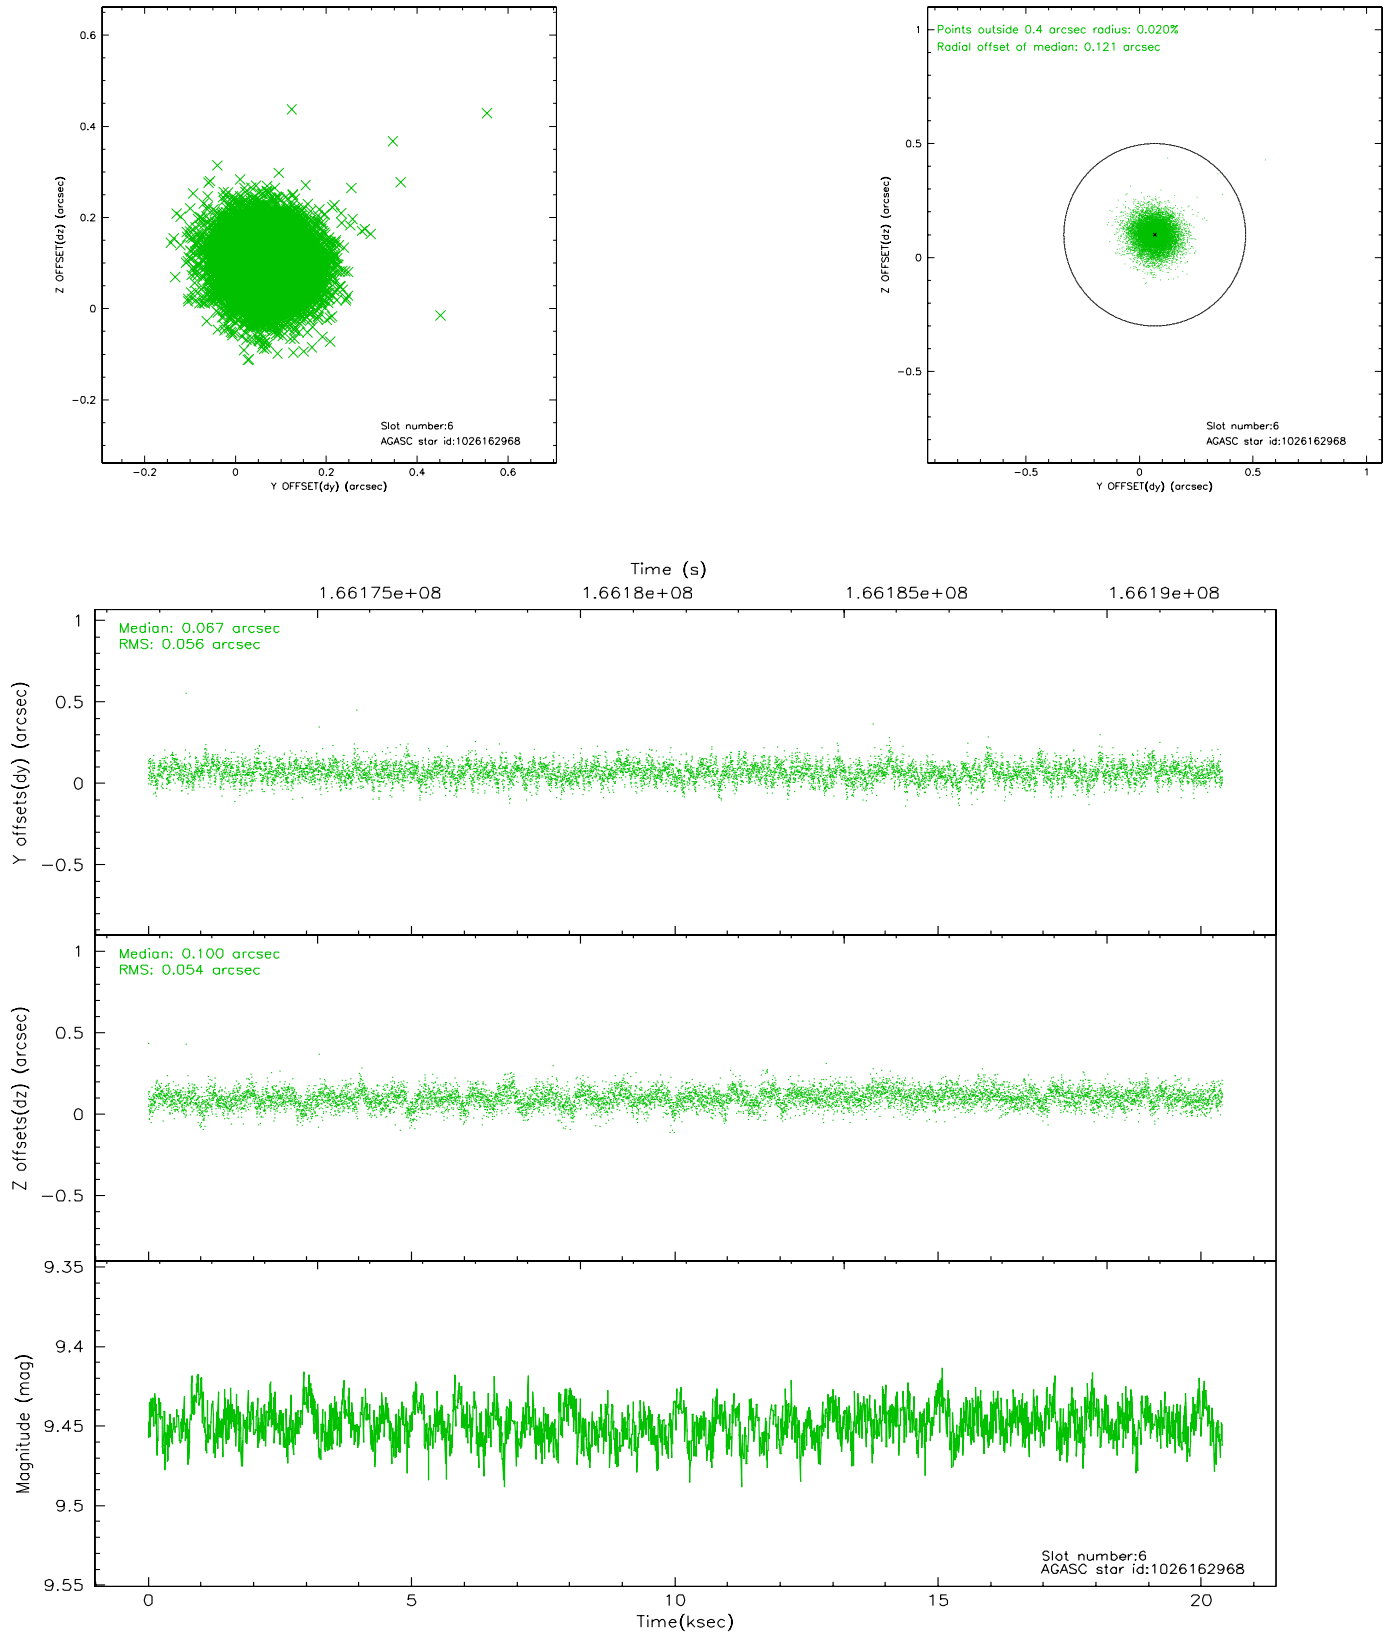 0.6
0.4
0.2
0
−0.2
Z OFFSET(dz) (arcsec)
Slot number:6
AGASC star id:1026162968
−0.2
0
0.2
0.4
0.6
Y OFFSET(dy) (arcsec)
Points outside 0.4 arcsec radius: 0.020%
Radial offset of median: 0.121 arcsec
1
0.5
0
−0.5
Z OFFSET(dz) (arcsec)
Slot number:6
AGASC star id:1026162968
−0.5
0
0.5
1
Y OFFSET(dy) (arcsec)
Time (s)
1.66175e+08
1.6618e+08
1.66185e+08
1.6619e+08
Median: 0.067 arcsec
RMS: 0.056 arcsec
1
0.5
0
−0.5
Y offsets(dy) (arcsec)
Median: 0.100 arcsec
RMS: 0.054 arcsec
1
0.5
0
−0.5
Z offsets(dz) (arcsec)
9.35
9.4
9.45
9.5
9.55
Magnitude (mag)
Slot number:6
AGASC star id:1026162968
0
5
10
15
20
Time(ksec)